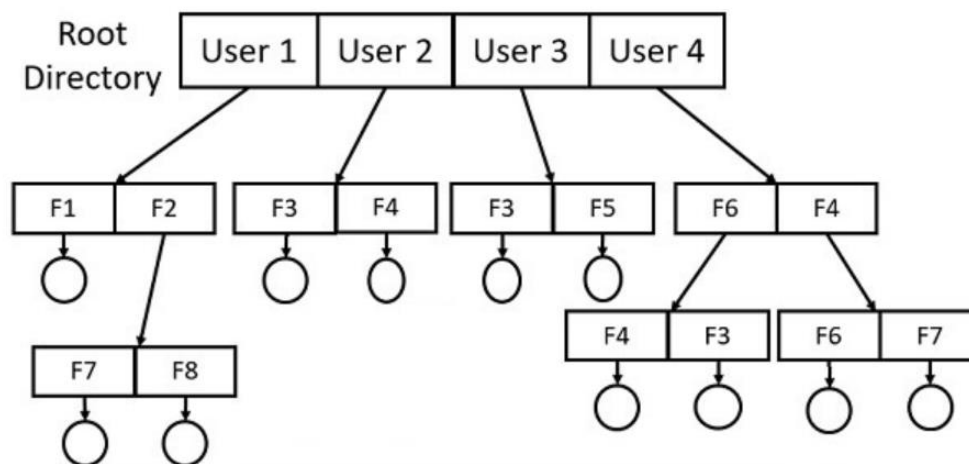 Root
Directory
User 1 User 2 User 3 User 4
F1 F2 F3 F4 F3 F5 F6 F4
F4 F3 F6 F7
F7 F8